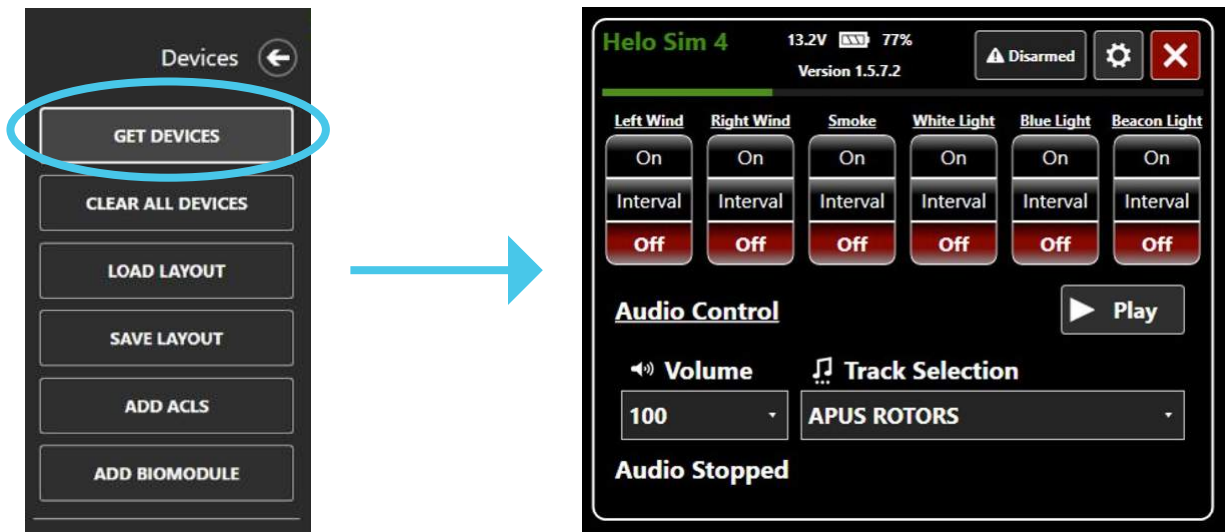 Devices
GET DEVICES
CLEAR ALL DEVICES
LOAD LAYOUT
SAVE LAYOUT
ADD ACLS
ADD BIOMODULE
Helo Sim 4
13.2V 77%
Version 1.5.7.2
Disarmed
Left Wind Right Wind Smoke White Light Blue Light Beacon Light
On On On On On On
Interval Interval Interval Interval Interval Interval
Off Off Off Off Off Off
Audio Control
Play
Volume Track Selection
100 APUS ROTORS
Audio Stopped